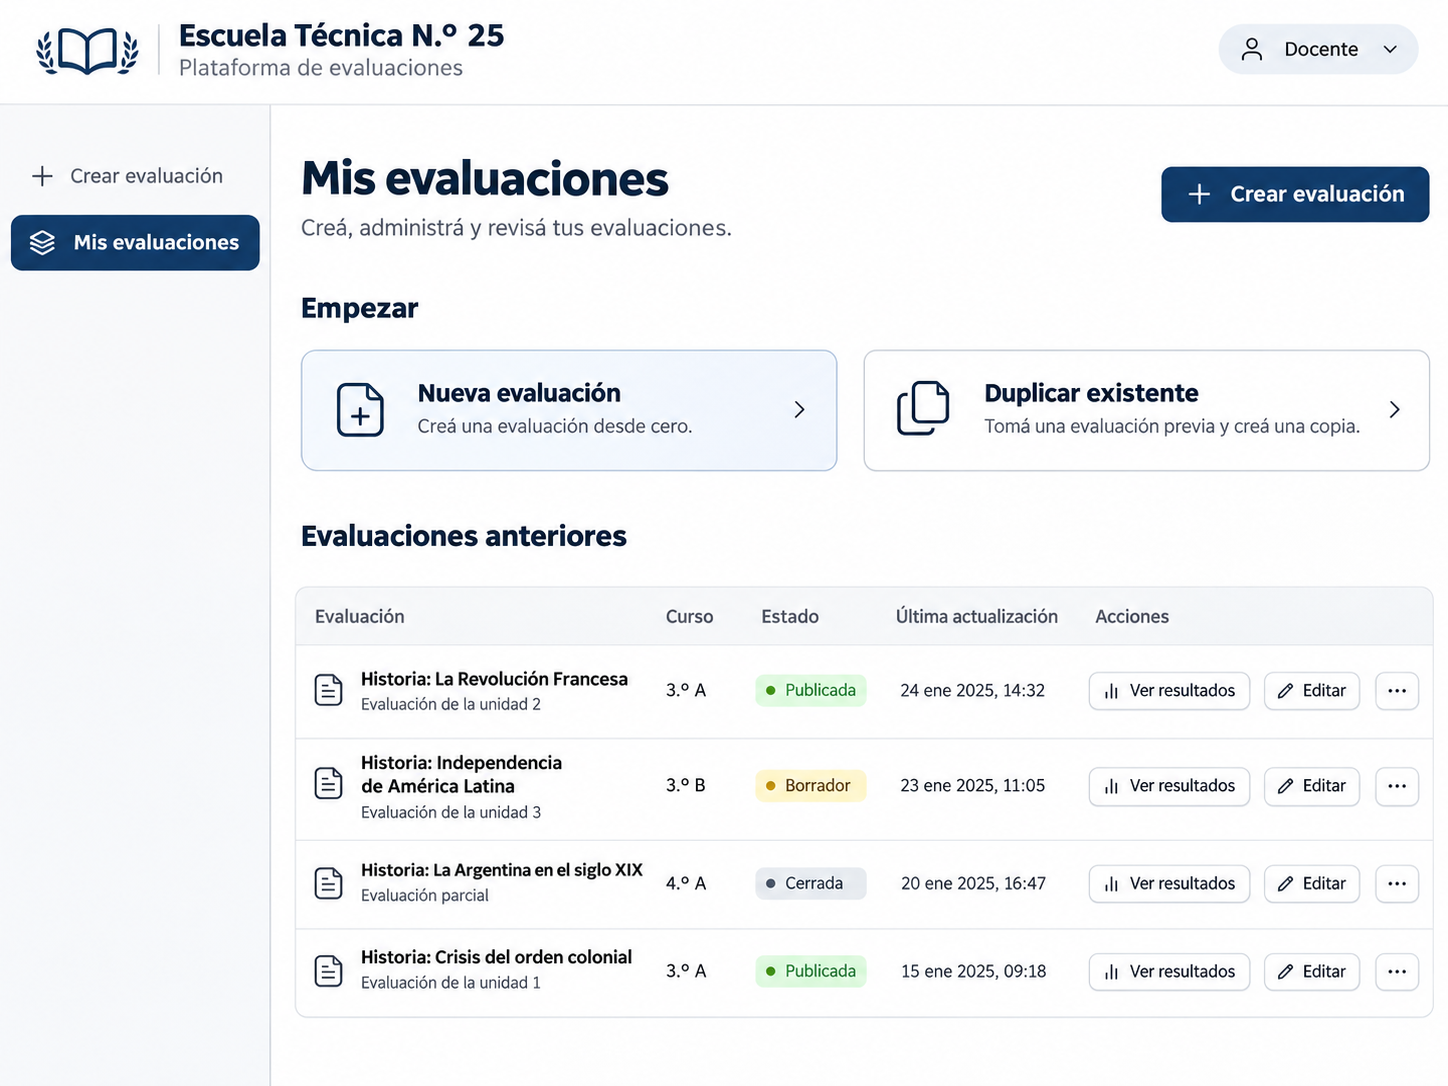 Escuela Técnica N.º 25
Plataforma de evaluaciones
Docente
Crear evaluación
Mis evaluaciones
Mis evaluaciones
Creá, administrá y revisá tus evaluaciones.
Crear evaluación
Empezar
Nueva evaluación
Creá una evaluación desde cero.
Duplicar existente
Tomá una evaluación previa y creá una copia.
Evaluaciones anteriores
Evaluación Curso Estado Última actualización Acciones
Historia: La Revolución Francesa
Evaluación de la unidad 2
3.º A Publicada 24 ene 2025, 14:32 Ver resultados Editar
Historia: Independencia
de América Latina
Evaluación de la unidad 3
3.º B Borrador 23 ene 2025, 11:05 Ver resultados Editar
Historia: La Argentina en el siglo XIX
Evaluación parcial
4.º A Cerrada 20 ene 2025, 16:47 Ver resultados Editar
Historia: Crisis del orden colonial
Evaluación de la unidad 1
3.º A Publicada 15 ene 2025, 09:18 Ver resultados Editar